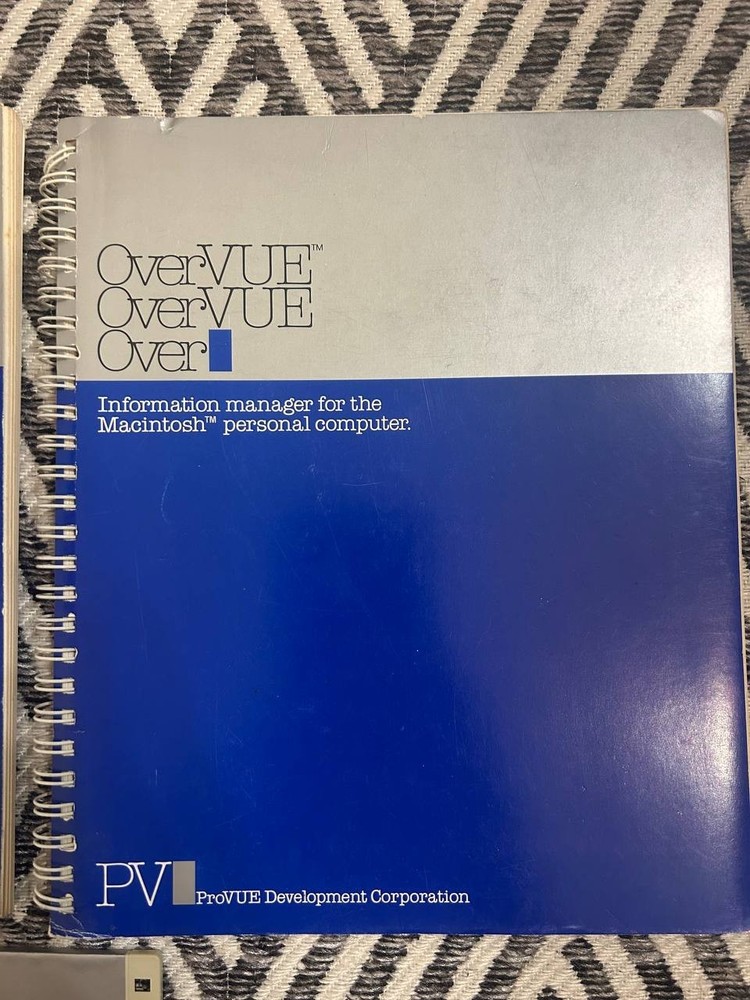 OverVUE™
OverVUE
Over
Information manager for the
Macintosh™ personal computer.
PV
ProVUE Development Corporation